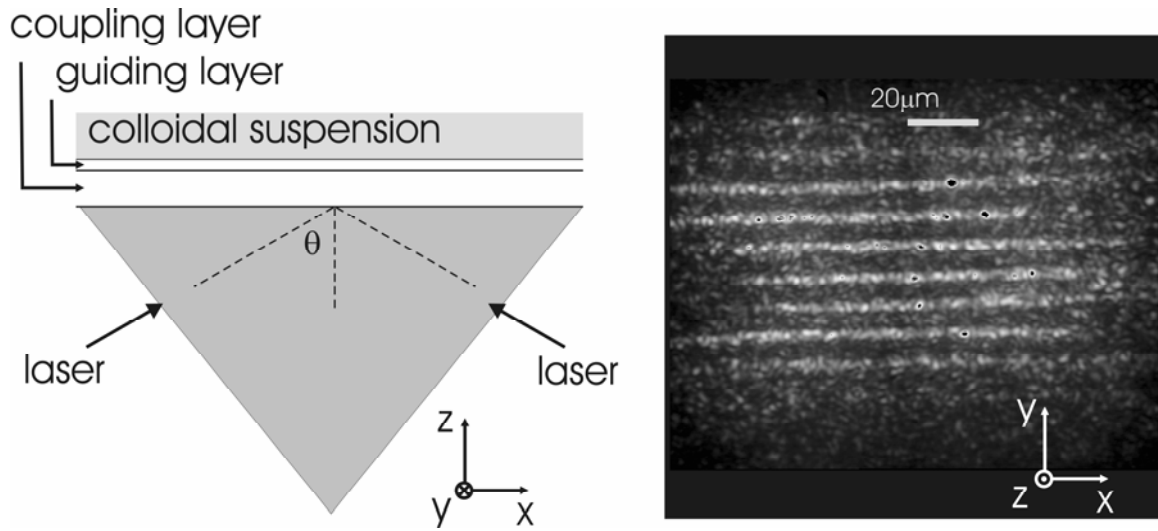 coupling layer
guiding layer
colloidal suspension
θ
laser
laser
z
y
x
20μm
y
z
x